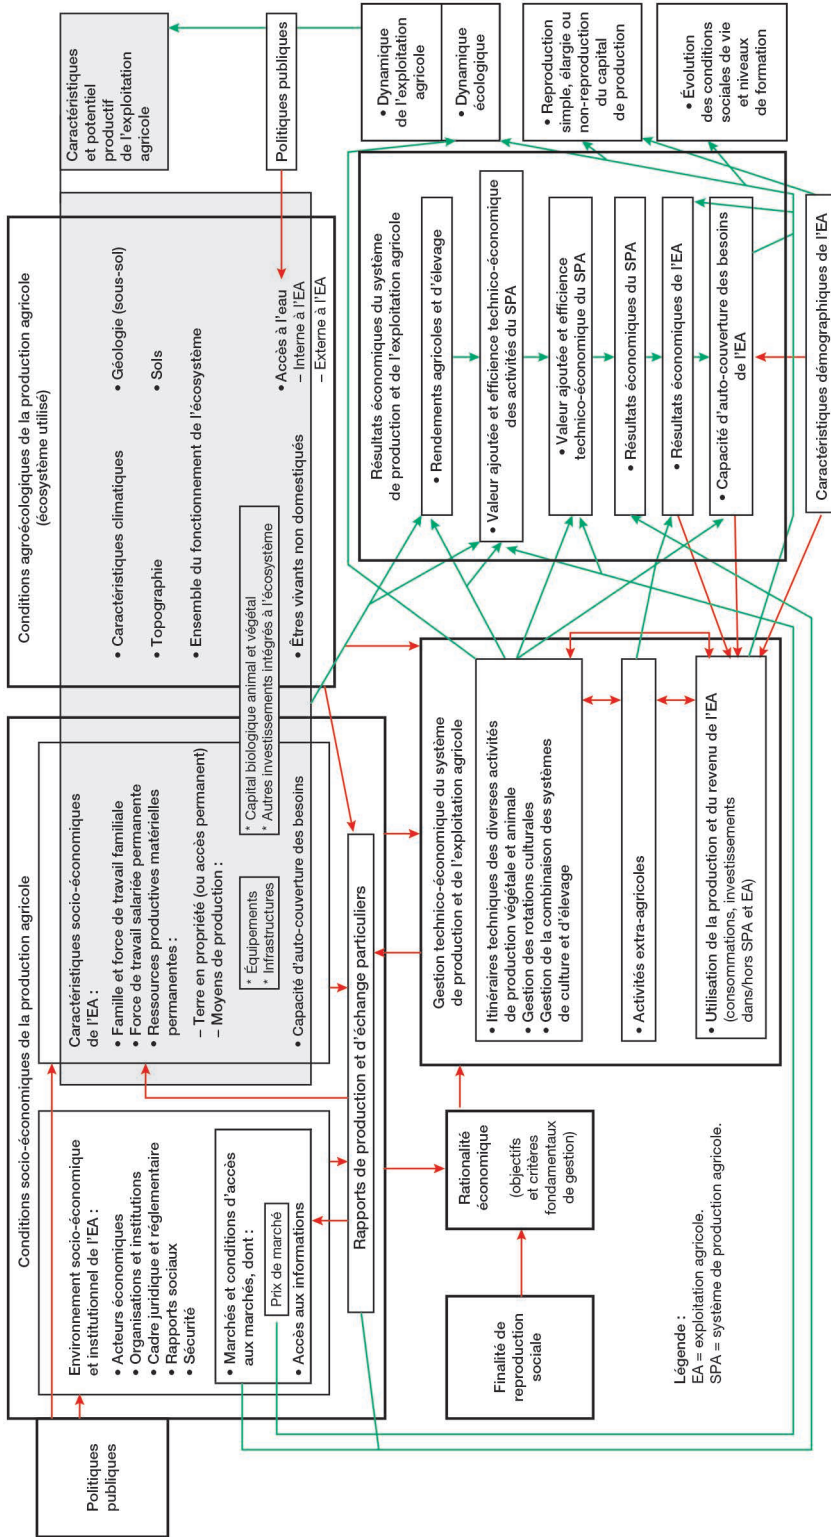 Politiques
publiques
Conditions socio-économiques de la production agricole
Environnement socio-économique
et institutionnel de l'EA :
• Acteurs économiques
• Organisations et institutions
• Cadre juridique et réglementaire
• Rapports sociaux
• Sécurité
• Marchés et conditions d'accès
aux marchés, dont :
Prix de marché
• Accès aux informations
Caractéristiques socio-économiques
de l'EA :
• Famille et force de travail familiale
• Force de travail salariée permanente
• Ressources productives matérielles
permanentes :
– Terre en propriété (ou accès permanent)
– Moyens de production :
* Équipements
* Infrastructures
* Capital biologique animal et végétal
* Autres investissements intégrés à l'écosystème
• Capacité d'auto-couverture des besoins
Rapports de production et d'échange particuliers
Conditions agroécologiques de la production agricole
(écosystème utilisé)
• Caractéristiques climatiques
• Géologie (sous-sol)
• Topographie
• Sols
• Ensemble du fonctionnement de l'écosystème
• Êtres vivants non domestiqués
• Accès à l'eau
– Interne à l'EA
– Externe à l'EA
Caractéristiques
et potentiel
productif
de l'exploitation
agricole
Politiques publiques
Finalité de
reproduction
sociale
Rationalité
économique
(objectifs
et critères
fondamentaux
de gestion)
Gestion technico-économique du système
de production et de l'exploitation agricole
• Itinéraires techniques des diverses activités
de production végétale et animale
• Gestion des rotations culturales
• Gestion de la combinaison des systèmes
de culture et d'élevage
• Activités extra-agricoles
• Utilisation de la production et du revenu de l'EA
(consommations, investissements
dans/hors SPA et EA)
Résultats économiques du système
de production et de l'exploitation agricole
• Rendements agricoles et d'élevage
• Valeur ajoutée et efficience technico-économique
des activités du SPA
• Valeur ajoutée et efficience
technico-économique du SPA
• Résultats économiques du SPA
• Résultats économiques de l'EA
• Capacité d'auto-couverture des besoins
de l'EA
Caractéristiques démographiques de l'EA
• Dynamique
de l'exploitation
agricole
• Dynamique
écologique
• Reproduction
simple, élargie ou
non-reproduction
du capital
de production
• Évolution
des conditions
sociales de vie
et niveaux
de formation
Légende :
EA = exploitation agricole.
SPA = système de production agricole.